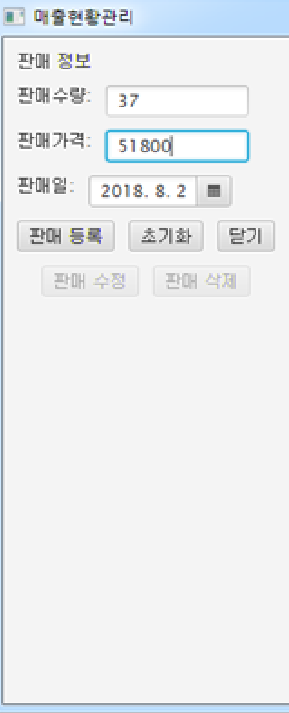 매출현황관리
판매 정보
판매수량: 37
판매가격: 51800
판매일: 2018. 8. 2
판매 등록 초기화 닫기
판매 수정 판매 삭제